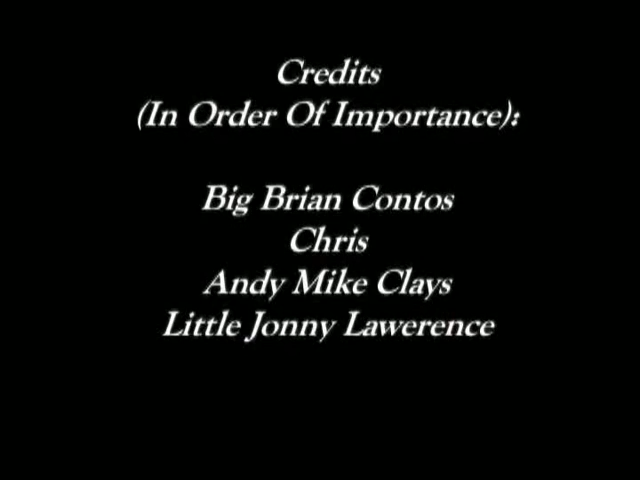 Credits
(In Order Of Importance):
Big Brian Contos
Chris
Andy Mike Clays
Little Jonny Lawerence